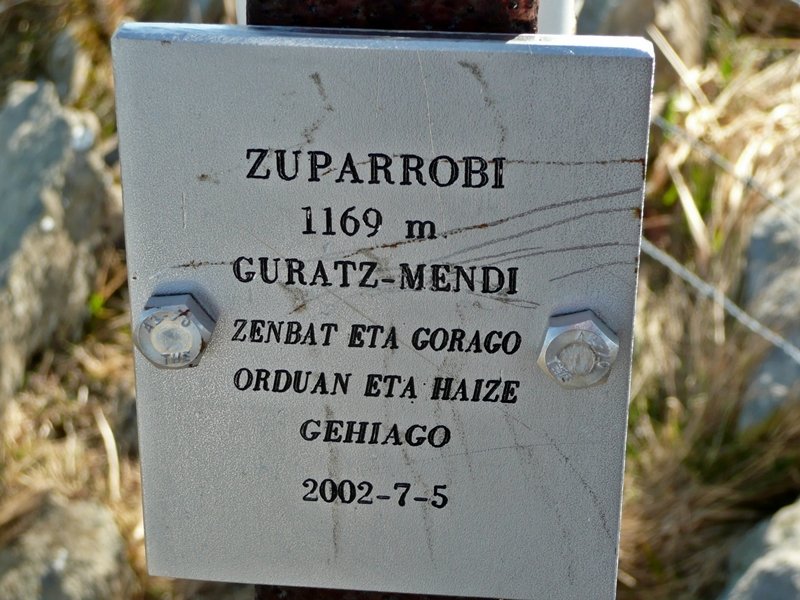 ZUPARROBI
1169 m.
GURATZ-MENDI
ZENBAT ETA GORAGO
ORDUAN ETA HAIZE
GEHIAGO
2002-7-5